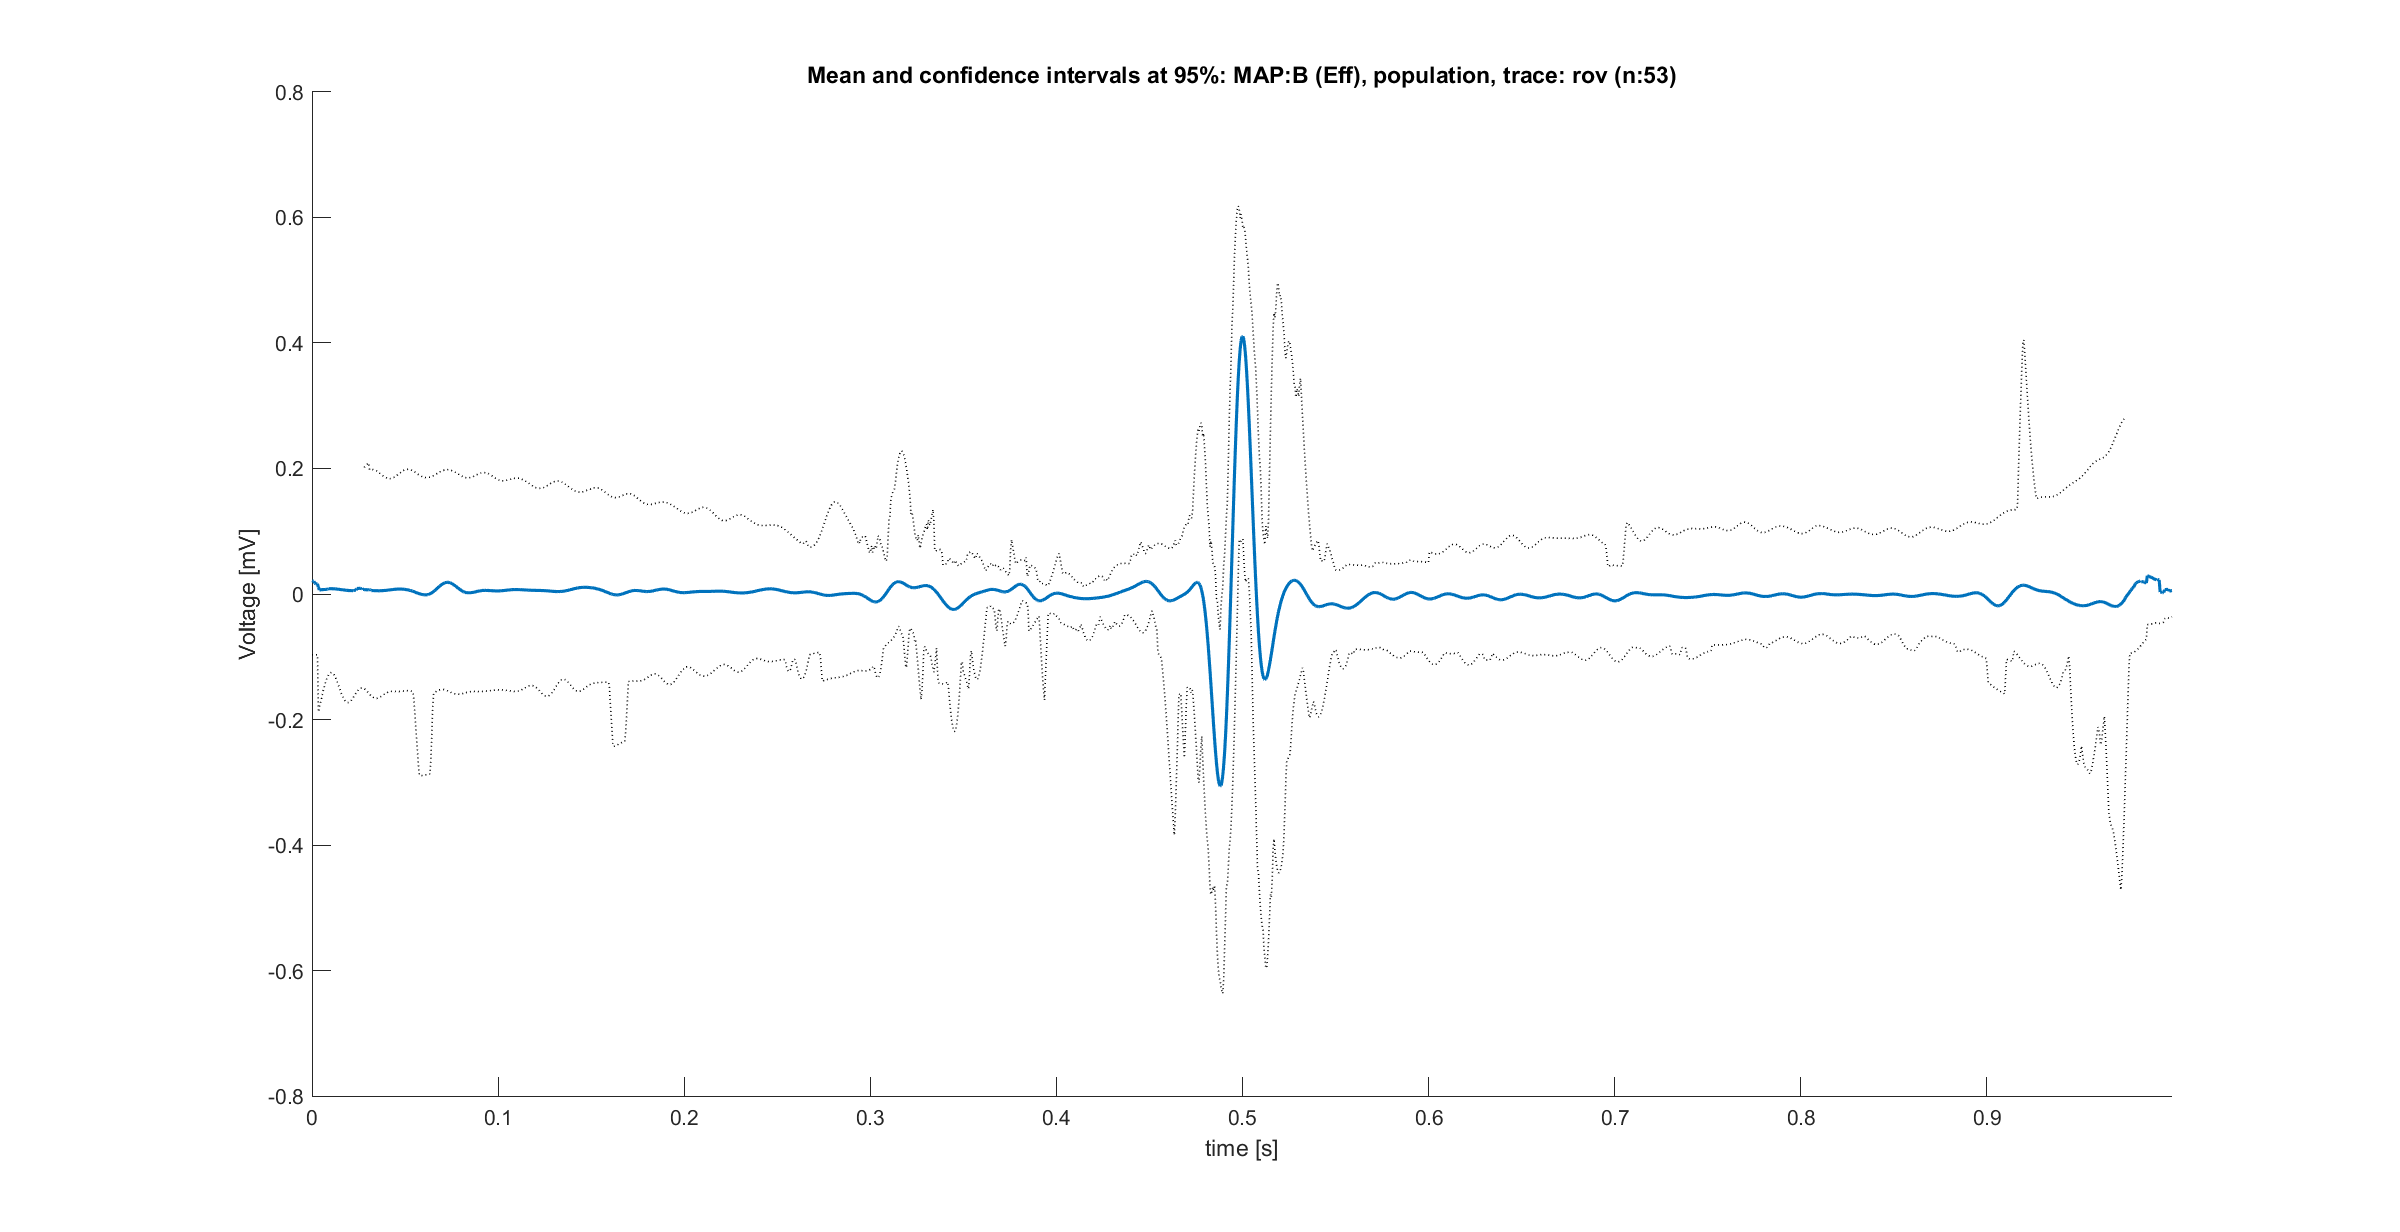 Mean and confidence intervals at 95%: MAP:B (Eff), population, trace: rov (n:53)
0.8
0.6
0.4
0.2
0
-0.2
-0.4
-0.6
-0.8
Voltage [mV]
0 0.1 0.2 0.3 0.4 0.5 0.6 0.7 0.8 0.9
time [s]